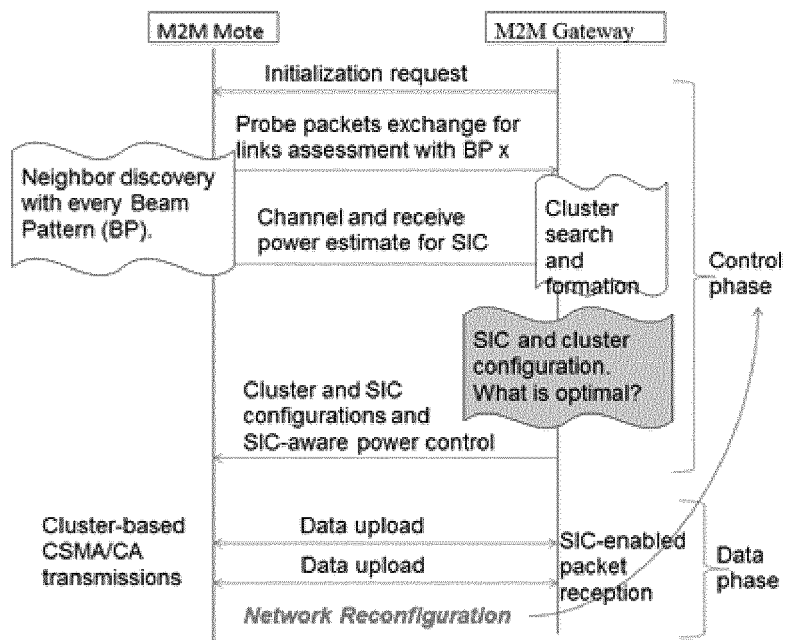 M2M Mote
M2M Gateway
Initialization request
Probe packets exchange for
links assessment with BP x
Neighbor discovery
with every Beam
Pattern (BP).
Channel and receive
power estimate for SIC
Cluster
search
and
formation
Control
phase
SIC and cluster
configuration.
What is optimal?
Cluster and SIC
configurations and
SIC-aware power control
Cluster-based
CSMA/CA
transmissions
Data upload
Data upload
SIC-enabled
packet
reception
Data
phase
Network Reconfiguration